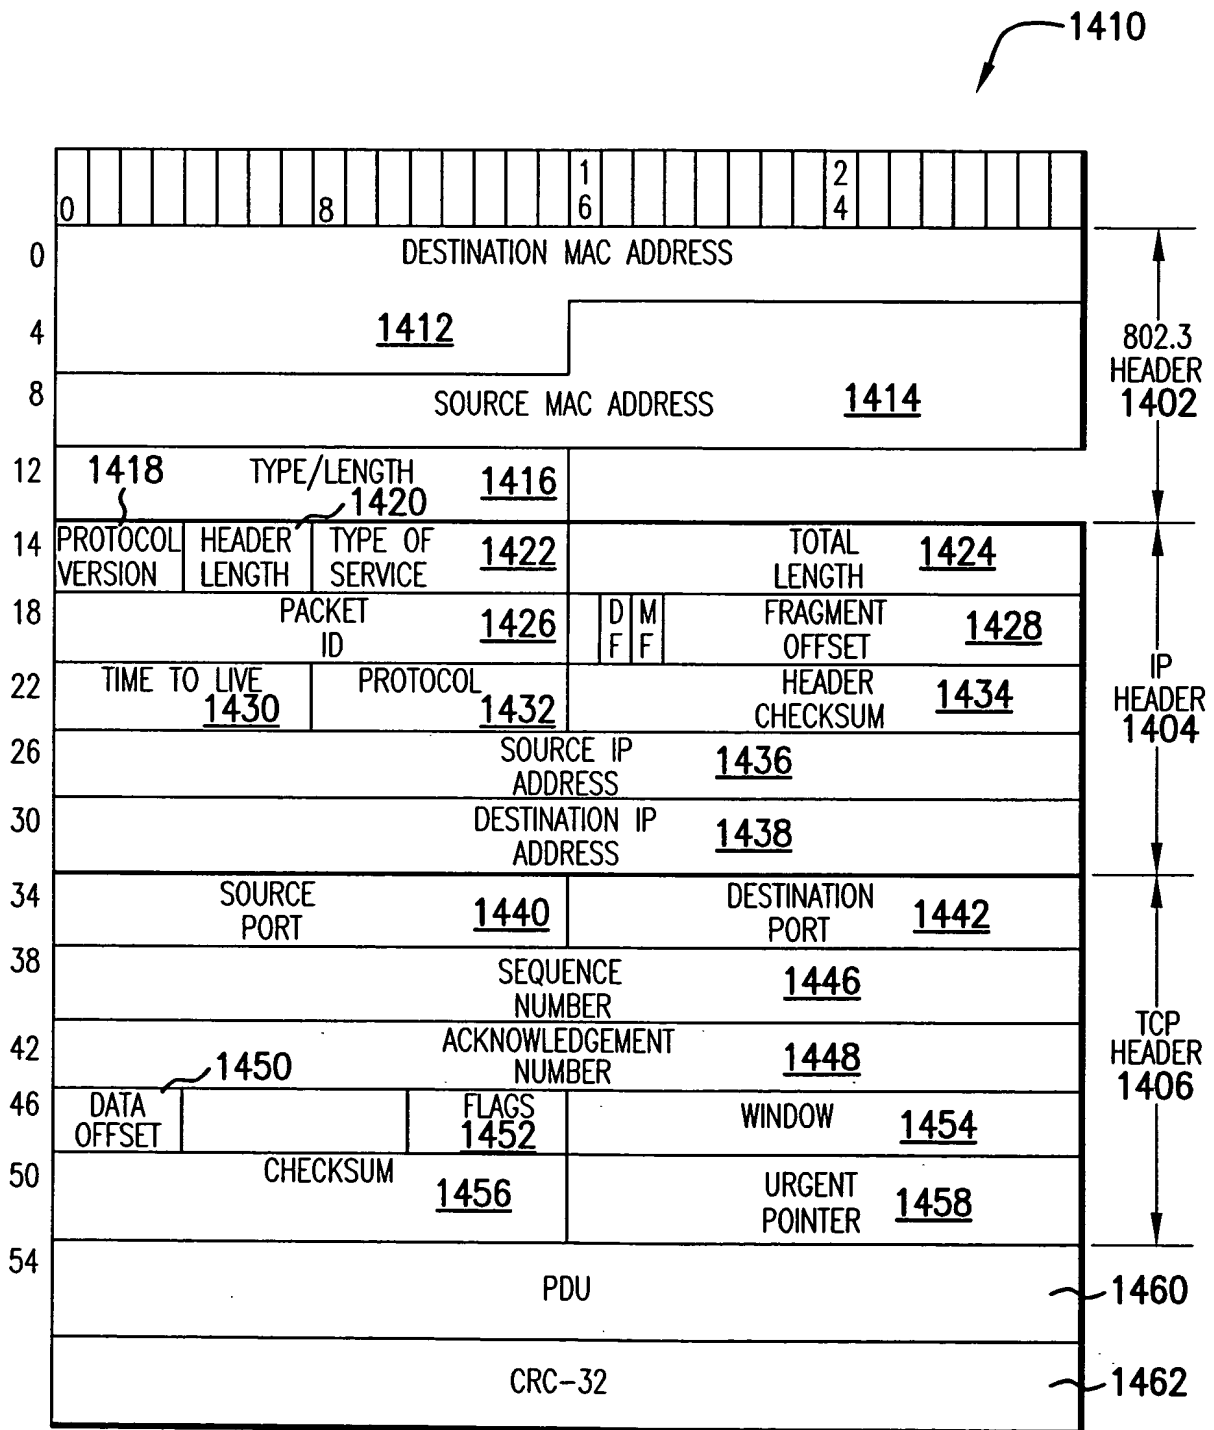 1410
0 8 16 24
0 DESTINATION MAC ADDRESS
4 1412
802.3 HEADER 1402
8 SOURCE MAC ADDRESS 1414
12 1418 TYPE/LENGTH 1416
1420
14 PROTOCOL VERSION HEADER LENGTH TYPE OF SERVICE 1422 TOTAL LENGTH 1424
18 PACKET ID 1426 DF MF FRAGMENT OFFSET 1428
22 TIME TO LIVE 1430 PROTOCOL 1432 HEADER CHECKSUM 1434
IP HEADER 1404
26 SOURCE IP ADDRESS 1436
30 DESTINATION IP ADDRESS 1438
34 SOURCE PORT 1440 DESTINATION PORT 1442
38 SEQUENCE NUMBER 1446
42 ACKNOWLEDGEMENT NUMBER 1448
TCP HEADER 1406
1450
46 DATA OFFSET FLAGS 1452 WINDOW 1454
50 CHECKSUM 1456 URGENT POINTER 1458
54 PDU 1460
CRC-32 1462